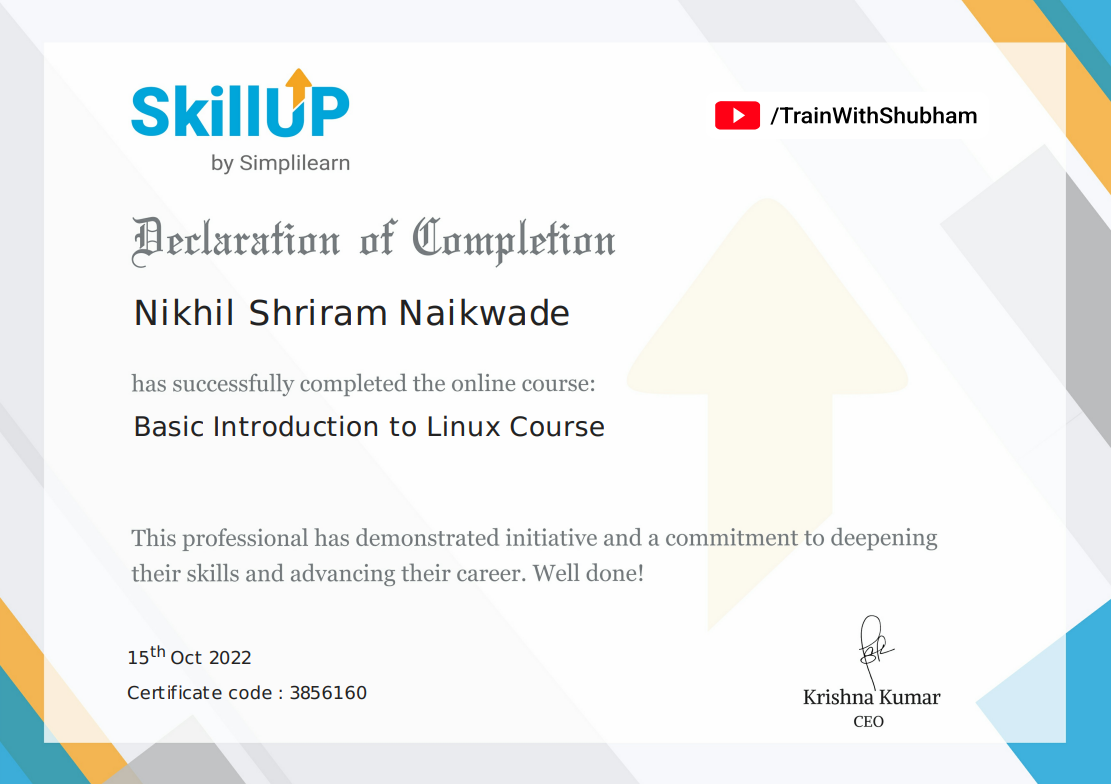 SkillUP
by Simplilearn
/TrainWithShubham
Declaration of Completion
Nikhil Shriram Naikwade
has successfully completed the online course:
Basic Introduction to Linux Course
This professional has demonstrated initiative and a commitment to deepening
their skills and advancing their career. Well done!
15th Oct 2022
Certificate code : 3856160
Krishna Kumar
CEO